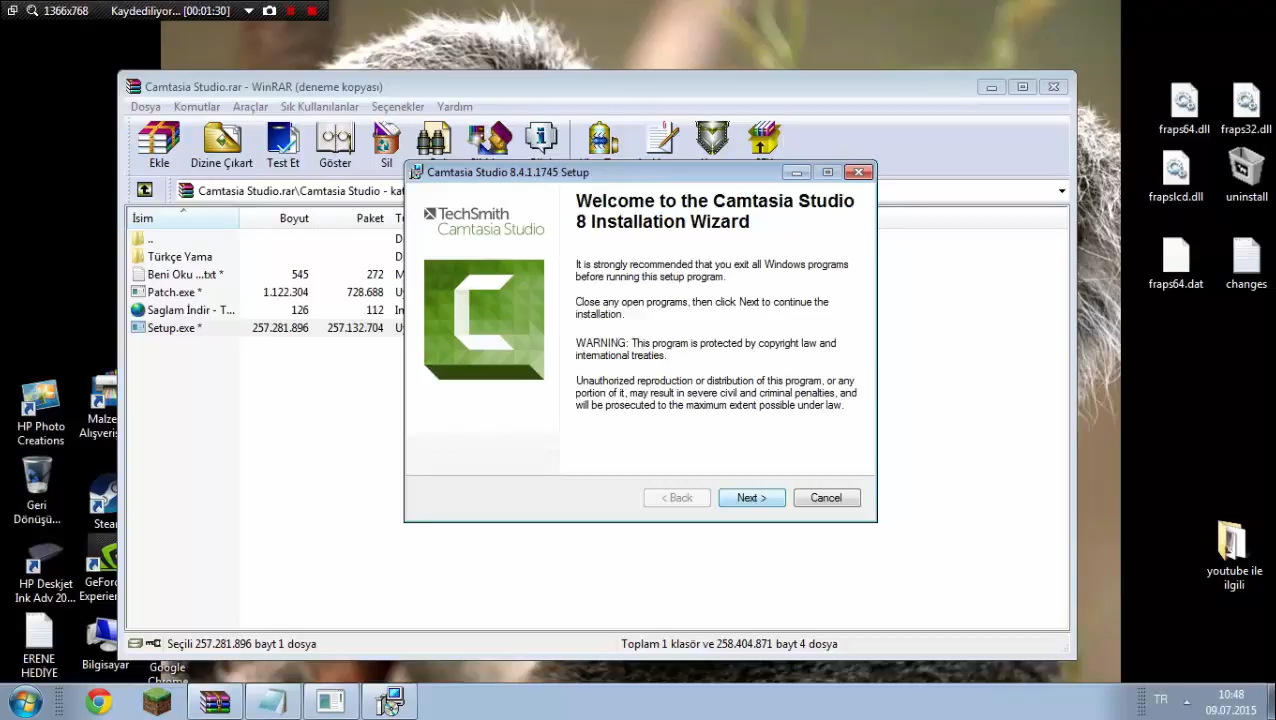 1366x768 Kaydediliyor... [00:01:30]
Camtasia Studio.rar - WinRAR (deneme kopyası)
Dosya Komutlar Araçlar Sık Kullanılanlar Seçenekler Yardım
Ekle Dizine Çıkart Test Et Göster Sil
Camtasia Studio.rar\Camtasia Studio - kat
İsim Boyut Paket
..
Türkçe Yama
Beni Oku ...txt * 545 272
Patch.exe * 1.122.304 728.688
Saglam İndir - T... 126 112
Setup.exe * 257.281.896 257.132.704
Seçili 257.281.896 bayt 1 dosya
Toplam 1 klasör ve 258.404.871 bayt 4 dosya
Camtasia Studio 8.4.1.1745 Setup
TechSmith
Camtasia Studio
Welcome to the Camtasia Studio
8 Installation Wizard
It is strongly recommended that you exit all Windows programs
before running this setup program.
Close any open programs, then click Next to continue the
installation.
WARNING: This program is protected by copyright law and
international treaties.
Unauthorized reproduction or distribution of this program, or any
portion of it, may result in severe civil and criminal penalties, and
will be prosecuted to the maximum extent possible under law.
< Back Next > Cancel
fraps64.dll fraps32.dll
frapslcd.dll uninstall
fraps64.dat changes
youtube ile
ilgili
HP Photo
Creations
Malze
Alışveriş
Geri
Dönüşü...
Stear
HP Deskjet
Ink Adv 20...
GeFor
Experien
ERENE
HEDİYE
Bilgisayar
Google
Chrome
TR
10:48
09.07.2015